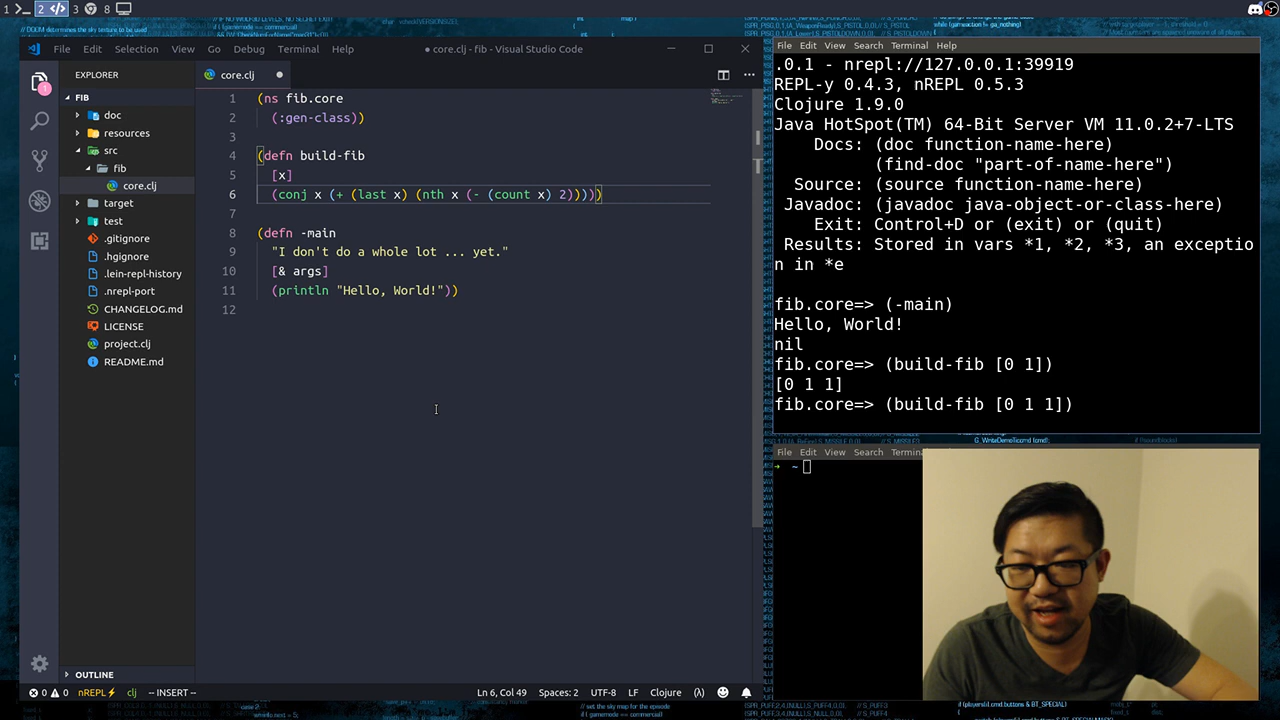 1 2 3 8
File Edit Selection View Go Debug Terminal Help
● core.clj - fib - Visual Studio Code
EXPLORER
FIB
doc
resources
src
fib
core.clj
target
test
.gitignore
.hgignore
.lein-repl-history
.nrepl-port
CHANGELOG.md
LICENSE
project.clj
README.md
OUTLINE
1
core.clj ●
1 (ns fib.core
2 (:gen-class))
3
4 (defn build-fib
5 [x]
6 (conj x (+ (last x) (nth x (- (count x) 2)))))
7
8 (defn -main
9 "I don't do a whole lot ... yet."
10 [& args]
11 (println "Hello, World!"))
12
0 0 nREPL⚡ clj -- INSERT -- Ln 6, Col 49 Spaces: 2 UTF-8 LF Clojure (λ)
File Edit View Search Terminal Help
.0.1 - nrepl://127.0.0.1:39919
REPL-y 0.4.3, nREPL 0.5.3
Clojure 1.9.0
Java HotSpot(TM) 64-Bit Server VM 11.0.2+7-LTS
Docs: (doc function-name-here)
(find-doc "part-of-name-here")
Source: (source function-name-here)
Javadoc: (javadoc java-object-or-class-here)
Exit: Control+D or (exit) or (quit)
Results: Stored in vars *1, *2, *3, an exceptio
n in *e
fib.core=> (-main)
Hello, World!
nil
fib.core=> (build-fib [0 1])
[0 1 1]
fib.core=> (build-fib [0 1 1])
File Edit View Search
→ ~